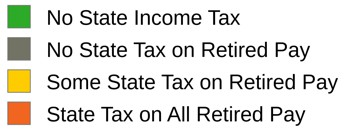 No State Income Tax
No State Tax on Retired Pay
Some State Tax on Retired Pay
State Tax on All Retired Pay